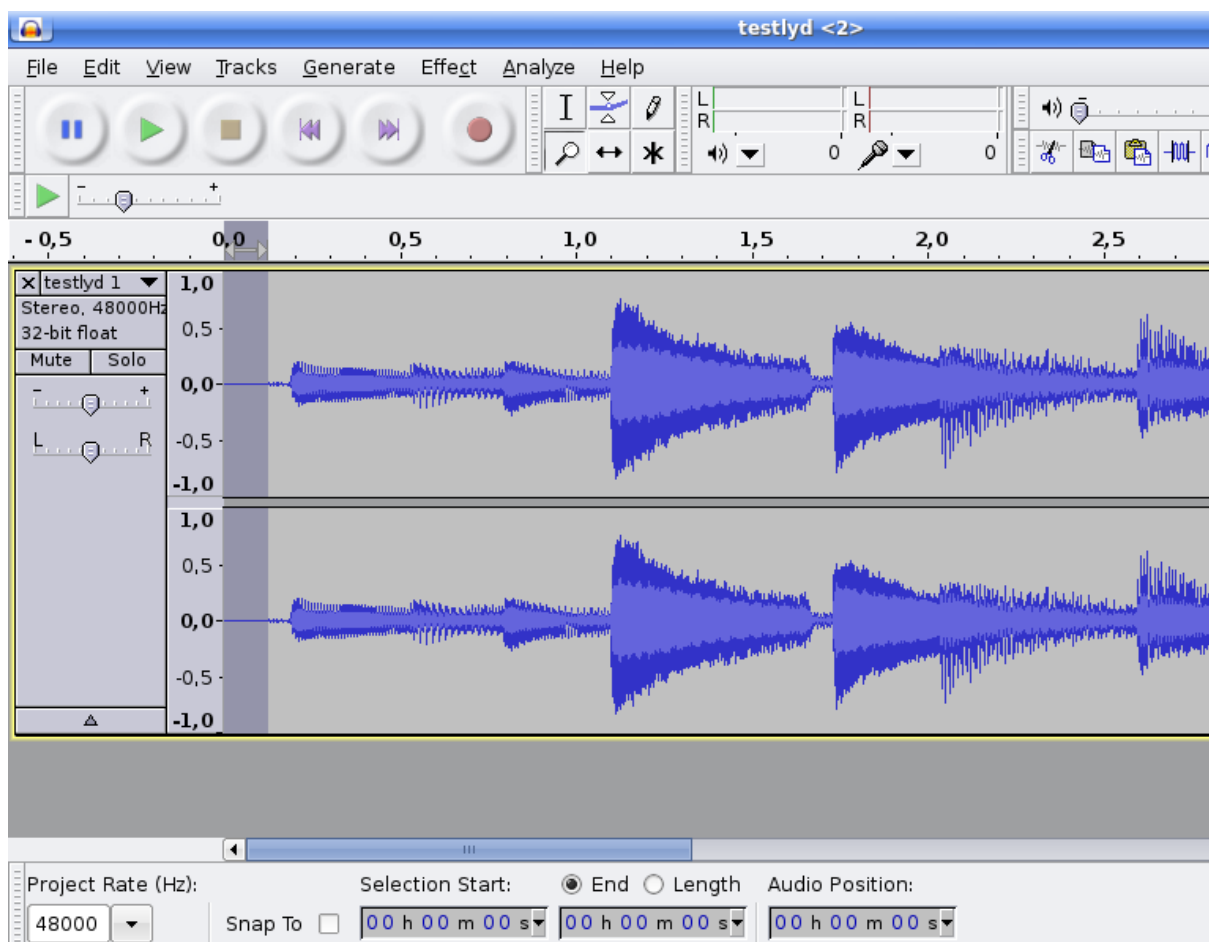 testlyd <2>
File Edit View Tracks Generate Effect Analyze Help
L L
R R
0 0
- +
- 0,5 0,0 0,5 1,0 1,5 2,0 2,5
testlyd 1 1,0
Stereo, 48000Hz
32-bit float 0,5
Mute Solo
- + 0,0
L R -0,5
-1,0
1,0
0,5
0,0
-0,5
-1,0
Project Rate (Hz): Selection Start: End Length Audio Position:
48000 Snap To 00 h 00 m 00 s 00 h 00 m 00 s 00 h 00 m 00 s